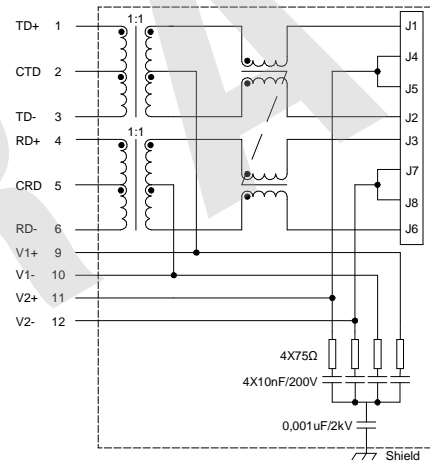 TD+ 1
1:1
J1
J4
CTD 2
J5
TD- 3
J2
RD+ 4
1:1
J3
J7
CRD 5
J8
RD- 6
J6
V1+ 9
V1- 10
V2+ 11
V2- 12
4X75Ω
4X10nF/200V
0,001uF/2kV
Shield